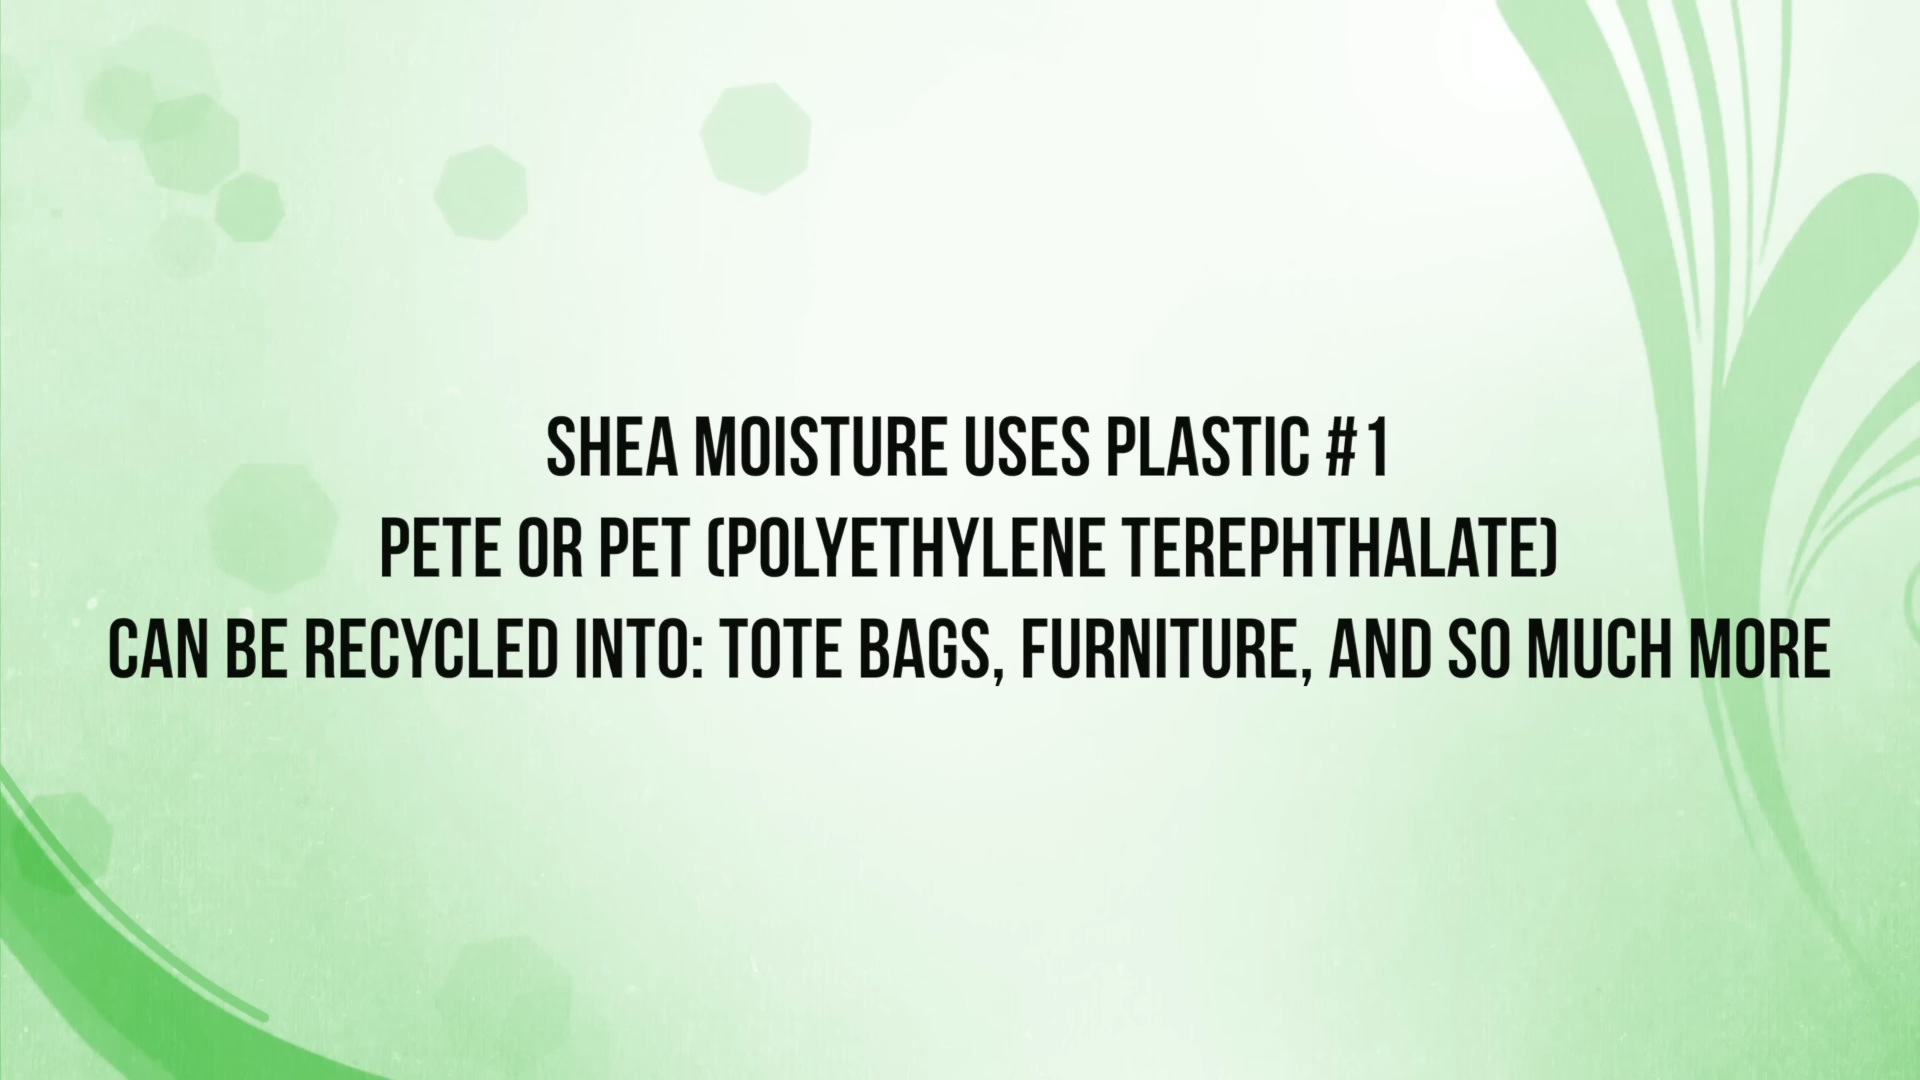 SHEA MOISTURE USES PLASTIC #1
PETE OR PET (POLYETHYLENE TEREPHTHALATE)
CAN BE RECYCLED INTO: TOTE BAGS, FURNITURE, AND SO MUCH MORE